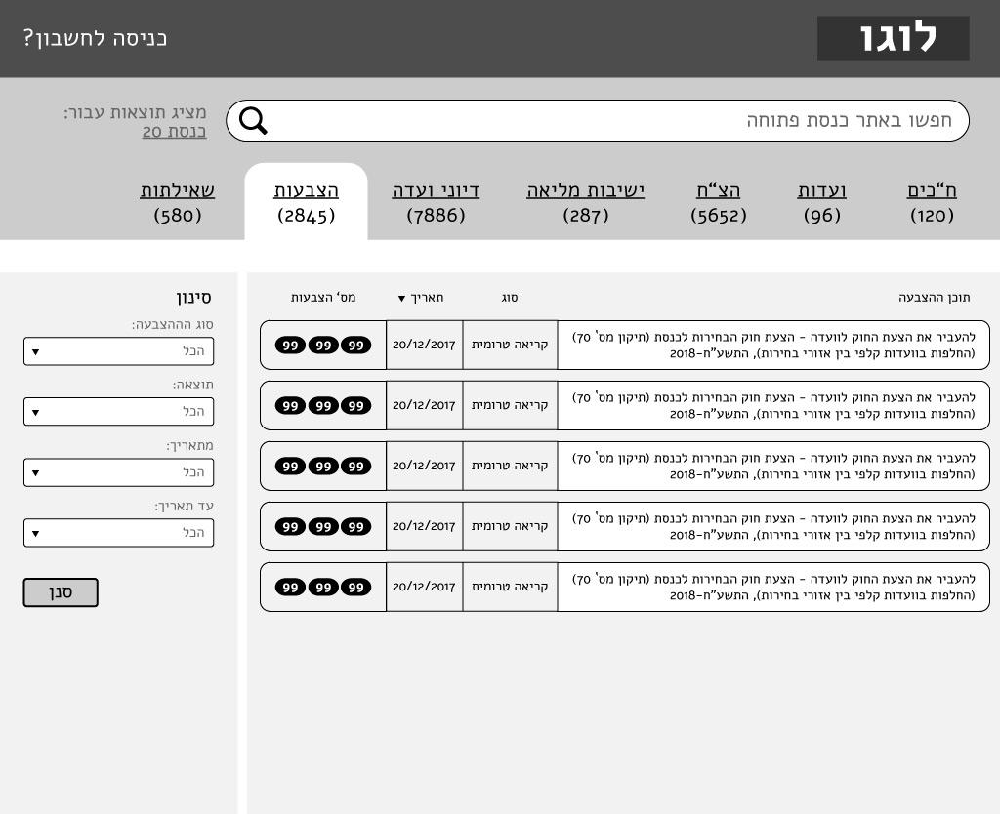 לוגו
כניסה לחשבון?
חפשו באתר כנסת פתוחה
מציג תוצאות עבור:
כנסת 20
ח“כים
(120)
ועדות
(96)
הצ“ח
(5652)
ישיבות מליאה
(287)
דיוני ועדה
(7886)
הצבעות
(2845)
שאילתות
(580)
תוכן ההצבעה
סוג
תאריך ▼
מס‘ הצבעות
להעביר את הצעת החוק לוועדה - הצעת חוק הבחירות לכנסת (תיקון מס‘ 70)
(החלפות בוועדות קלפי בין אזורי בחירות), התשע”ח-2018
קריאה טרומית
20/12/2017
99 99 99
להעביר את הצעת החוק לוועדה - הצעת חוק הבחירות לכנסת (תיקון מס‘ 70)
(החלפות בוועדות קלפי בין אזורי בחירות), התשע”ח-2018
קריאה טרומית
20/12/2017
99 99 99
להעביר את הצעת החוק לוועדה - הצעת חוק הבחירות לכנסת (תיקון מס‘ 70)
(החלפות בוועדות קלפי בין אזורי בחירות), התשע”ח-2018
קריאה טרומית
20/12/2017
99 99 99
להעביר את הצעת החוק לוועדה - הצעת חוק הבחירות לכנסת (תיקון מס‘ 70)
(החלפות בוועדות קלפי בין אזורי בחירות), התשע”ח-2018
קריאה טרומית
20/12/2017
99 99 99
להעביר את הצעת החוק לוועדה - הצעת חוק הבחירות לכנסת (תיקון מס‘ 70)
(החלפות בוועדות קלפי בין אזורי בחירות), התשע”ח-2018
קריאה טרומית
20/12/2017
99 99 99
סינון
סוג הההצבעה:
הכל ▼
תוצאה:
הכל ▼
מתאריך:
הכל ▼
עד תאריך:
הכל ▼
סנן